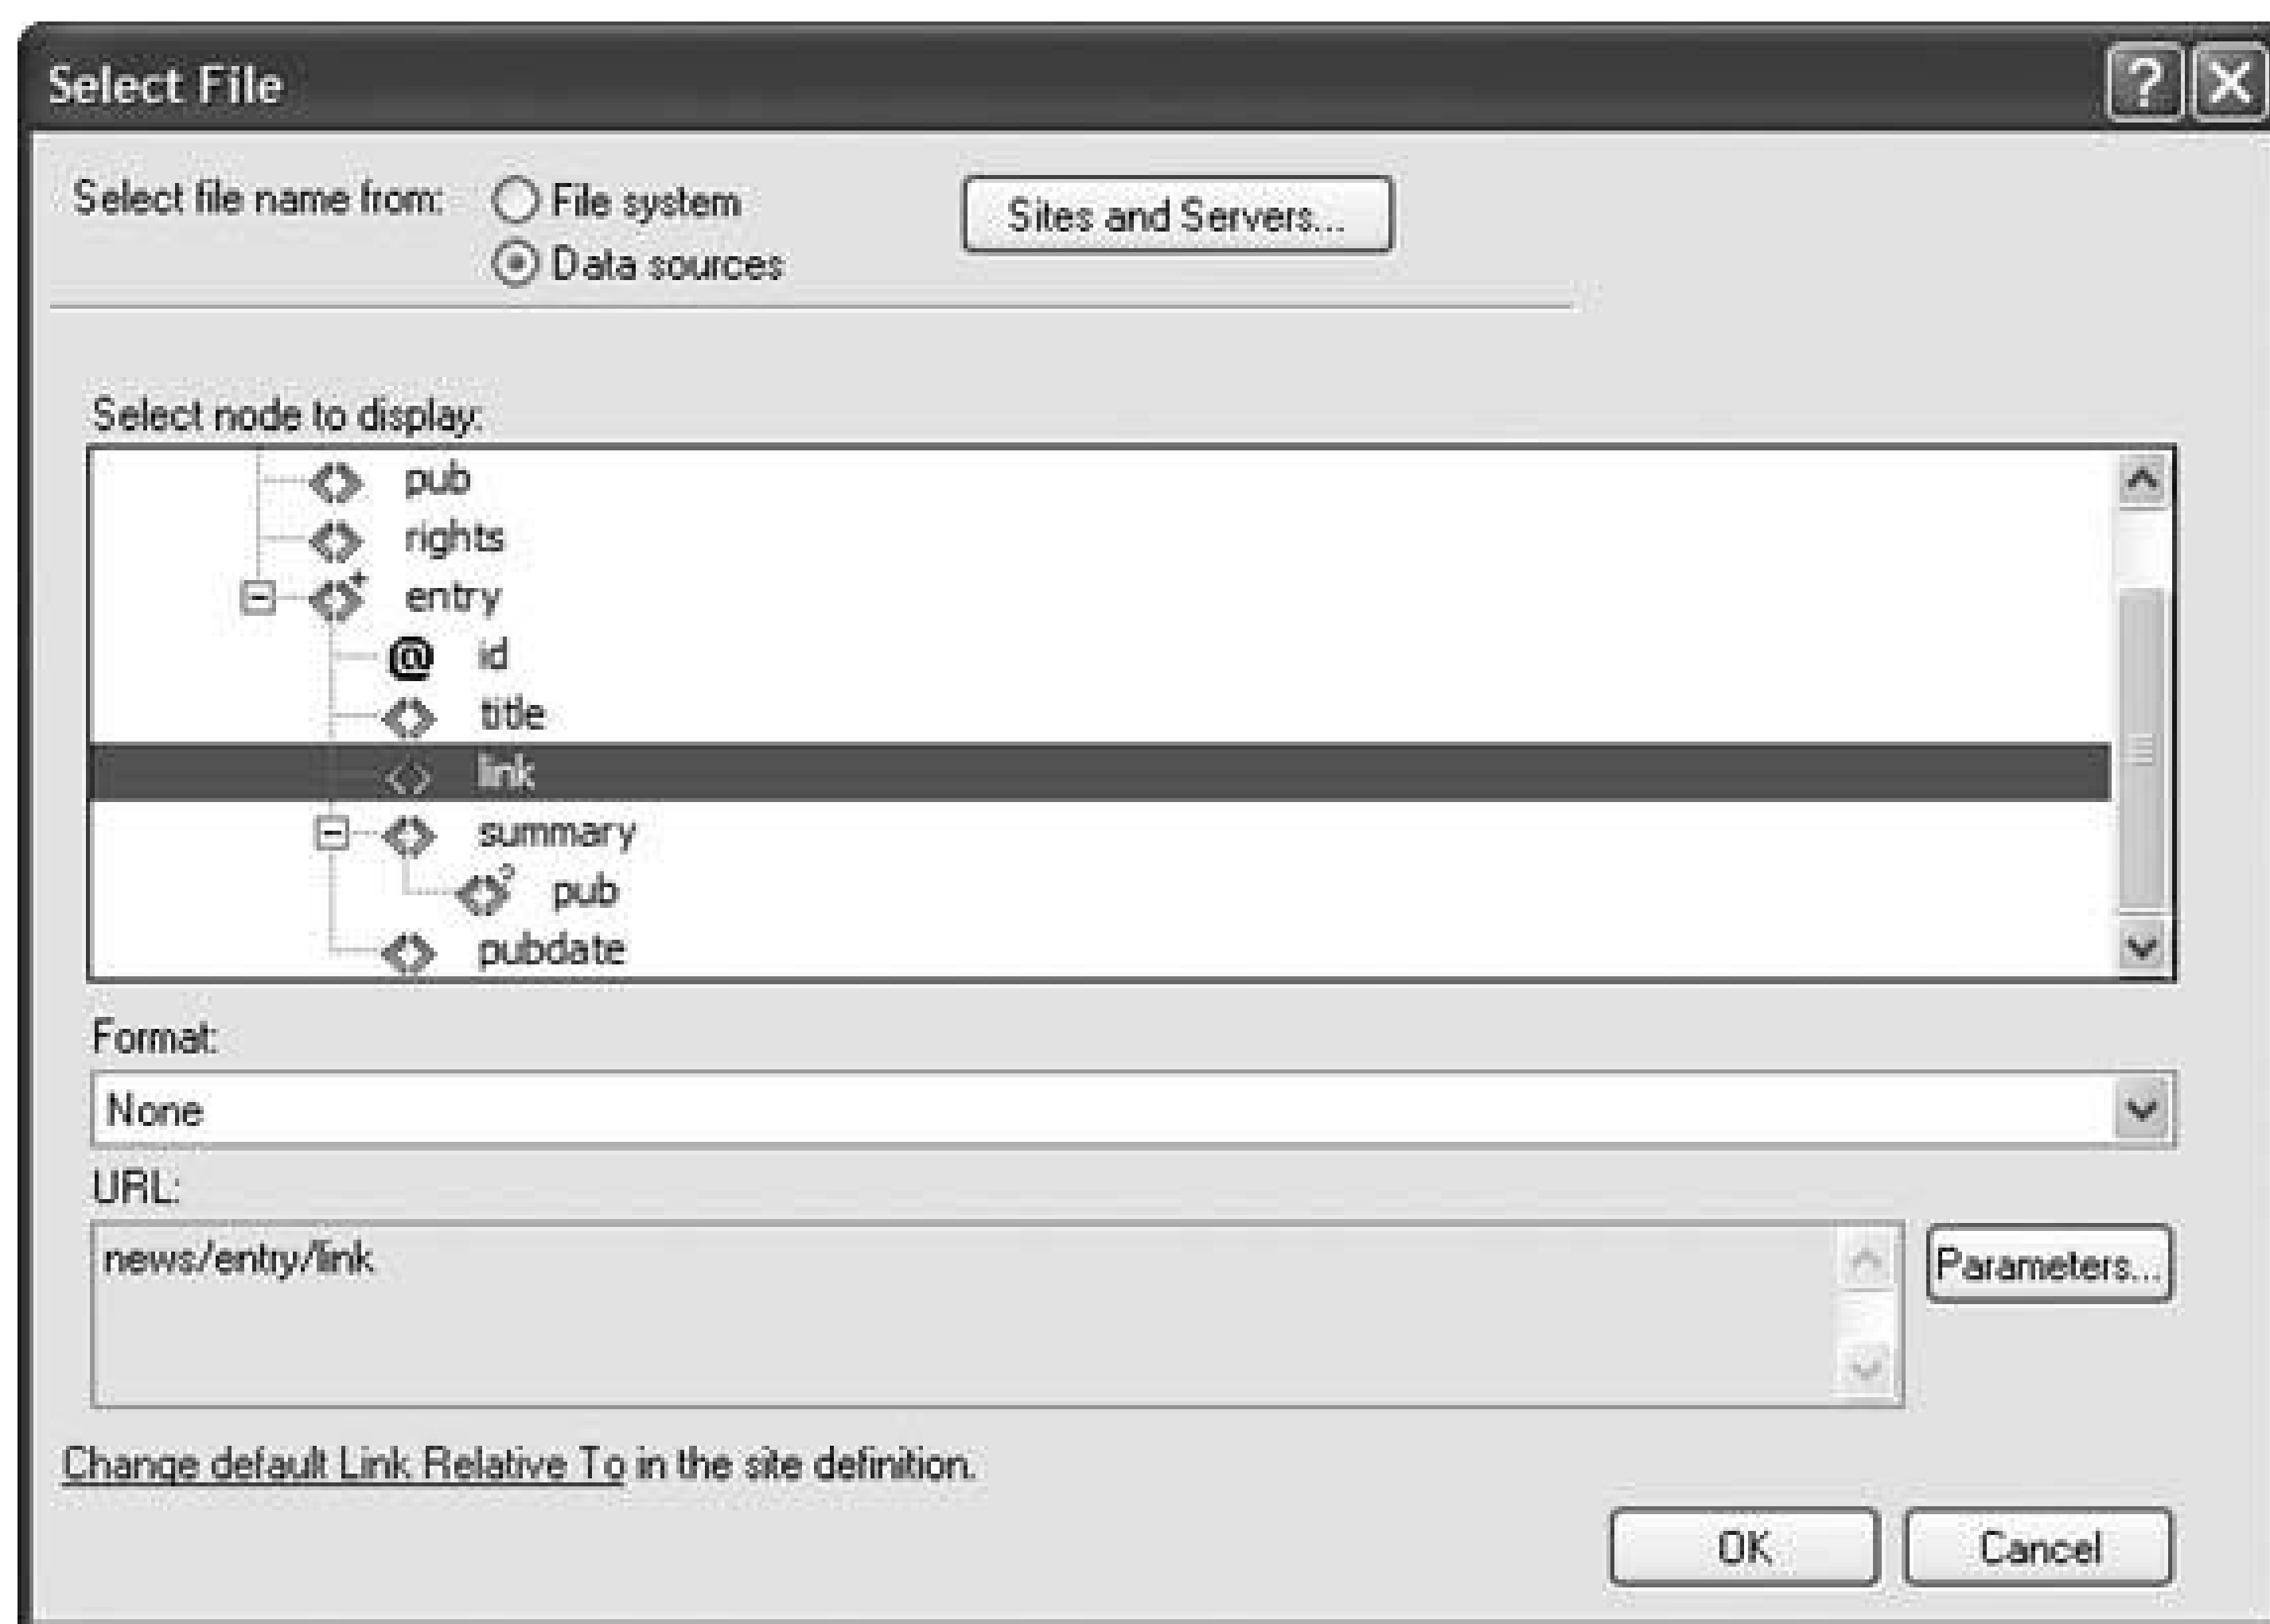 Select File
Select file name from: File system
Data sources
Sites and Servers...
Select node to display:
pub
rights
entry
@ id
title
link
summary
pub
pubdate
Format:
None
URL:
news/entry/link
Parameters...
Change default Link Relative To in the site definition.
OK Cancel